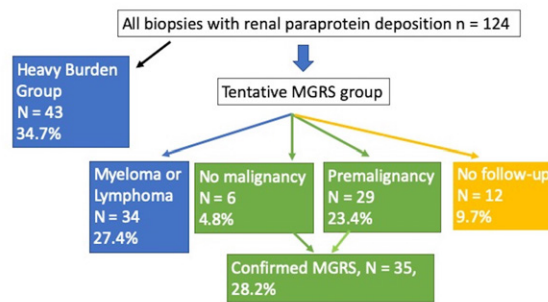 All biopsies with renal paraprotein deposition n = 124
Heavy Burden
Group
N = 43
34.7%
Tentative MGRS group
Myeloma or
Lymphoma
N = 34
27.4%
No malignancy
N = 6
4.8%
Premalignancy
N = 29
23.4%
No follow-up
N = 12
9.7%
Confirmed MGRS, N = 35,
28.2%